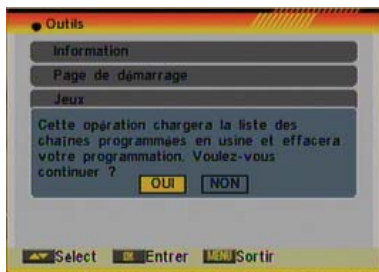 Outils
Information
Page de démarrage
Jeux
Cette opération chargera la liste des
chaînes programmées en usine et effacera
votre programmation. Voulez-vous
continuer ?
OUI NON
Sélect OK Entrer MENU Sortir